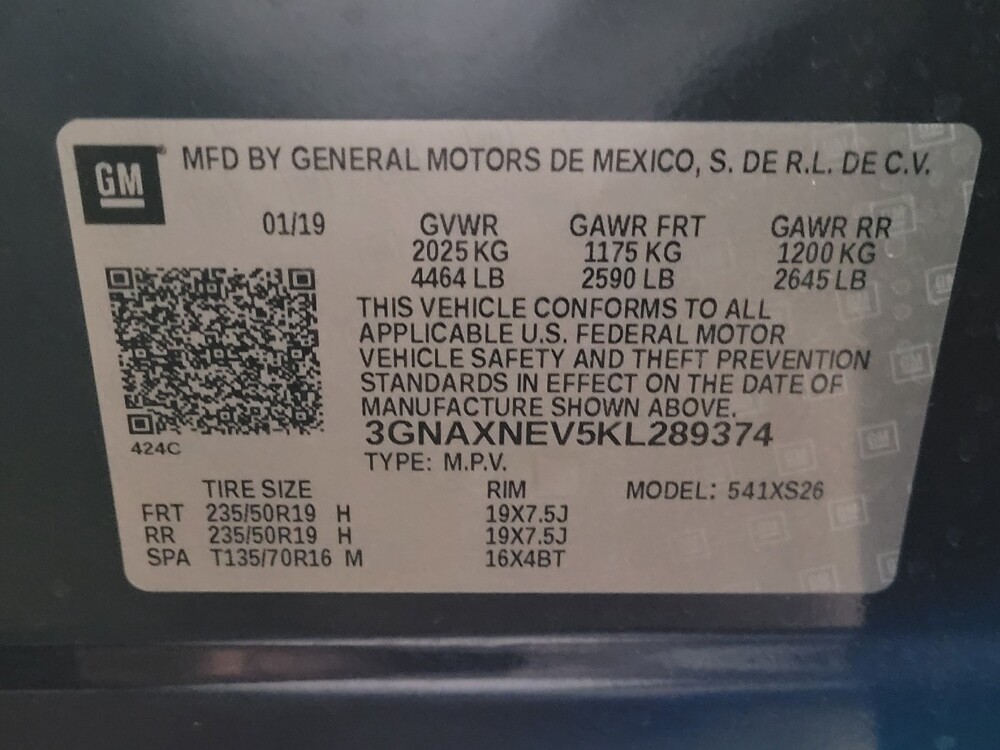 GM MFD BY GENERAL MOTORS DE MEXICO, S. DE R.L. DE C.V.
01/19 GVWR GAWR FRT GAWR RR
2025 KG 1175 KG 1200 KG
4464 LB 2590 LB 2645 LB
THIS VEHICLE CONFORMS TO ALL
APPLICABLE U.S. FEDERAL MOTOR
VEHICLE SAFETY AND THEFT PREVENTION
STANDARDS IN EFFECT ON THE DATE OF
MANUFACTURE SHOWN ABOVE.
3GNAXNEV5KL289374
424C
TYPE: M.P.V.
TIRE SIZE RIM MODEL: 541XS26
FRT 235/50R19 H 19X7.5J
RR 235/50R19 H 19X7.5J
SPA T135/70R16 M 16X4BT